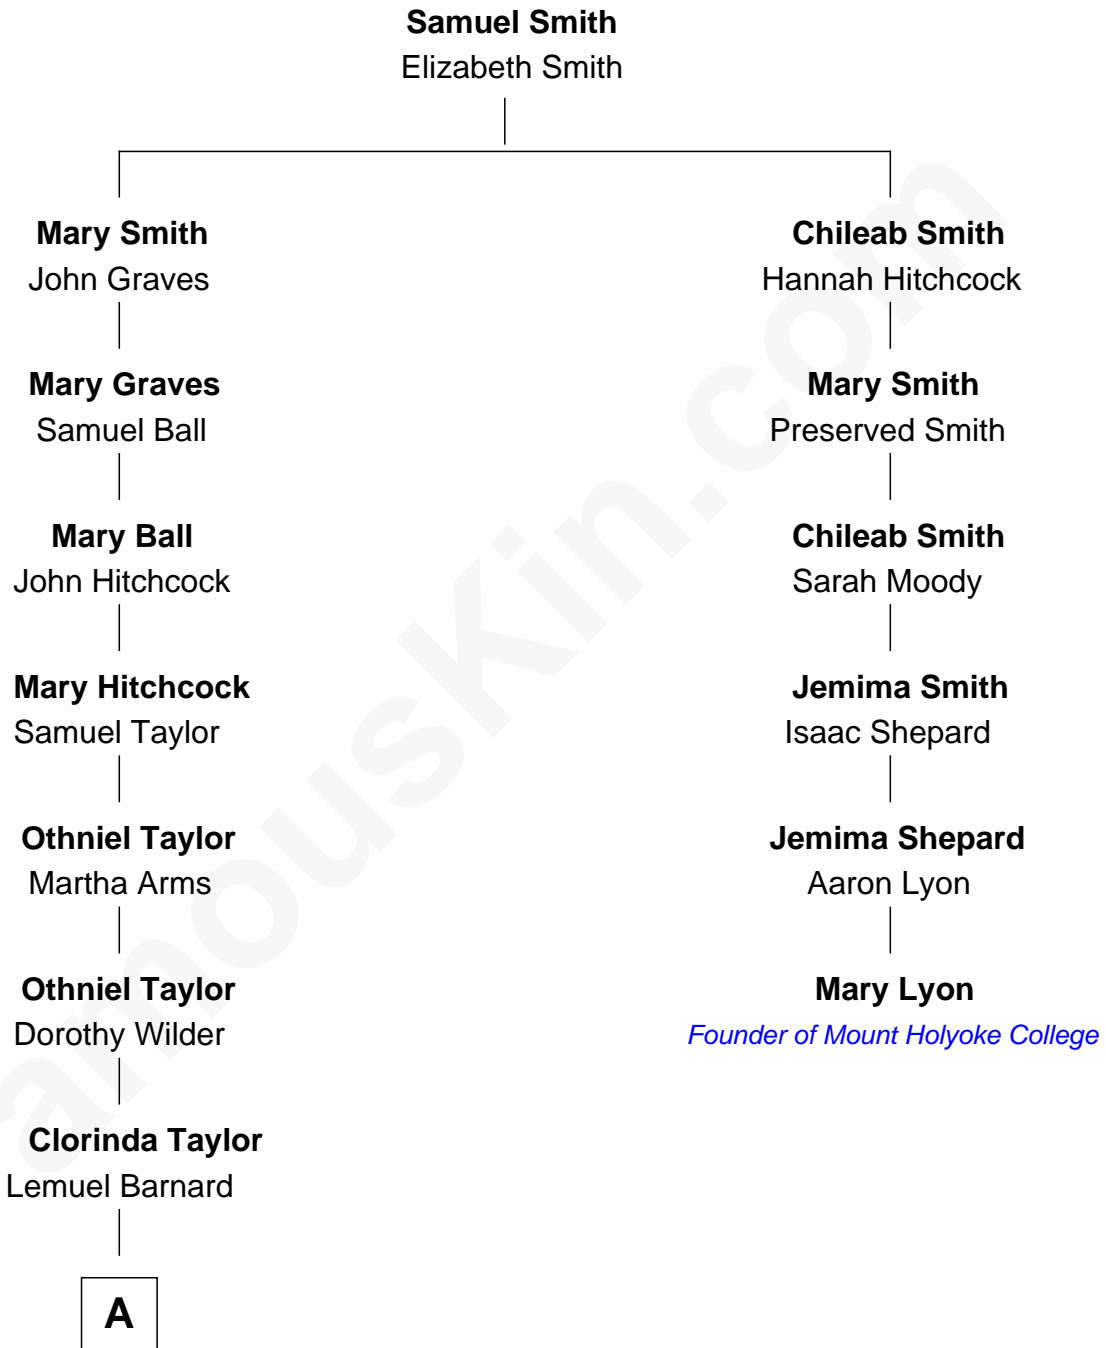 Samuel Smith
Elizabeth Smith
Mary Smith
John Graves
Mary Graves
Samuel Ball
Mary Ball
John Hitchcock
Mary Hitchcock
Samuel Taylor
Othniel Taylor
Martha Arms
Othniel Taylor
Dorothy Wilder
Clorinda Taylor
Lemuel Barnard
A
Chileab Smith
Hannah Hitchcock
Mary Smith
Preserved Smith
Chileab Smith
Sarah Moody
Jemima Smith
Isaac Shepard
Jemima Shepard
Aaron Lyon
Mary Lyon
Founder of Mount Holyoke College
amousKin.com